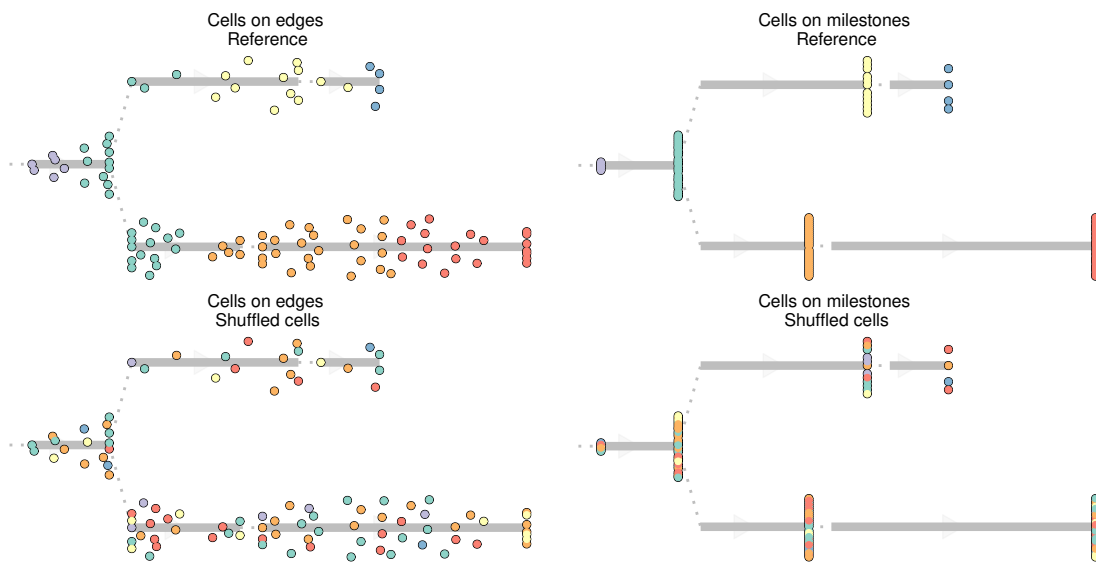 Cells on edges
Reference
Cells on milestones
Reference
Cells on edges
Shuffled cells
Cells on milestones
Shuffled cells